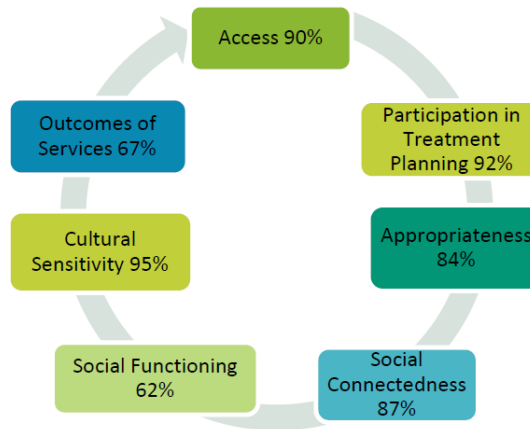 Access 90%
Participation in
Treatment
Planning 92%
Appropriateness
84%
Social
Connectedness
87%
Social Functioning
62%
Cultural
Sensitivity 95%
Outcomes of
Services 67%